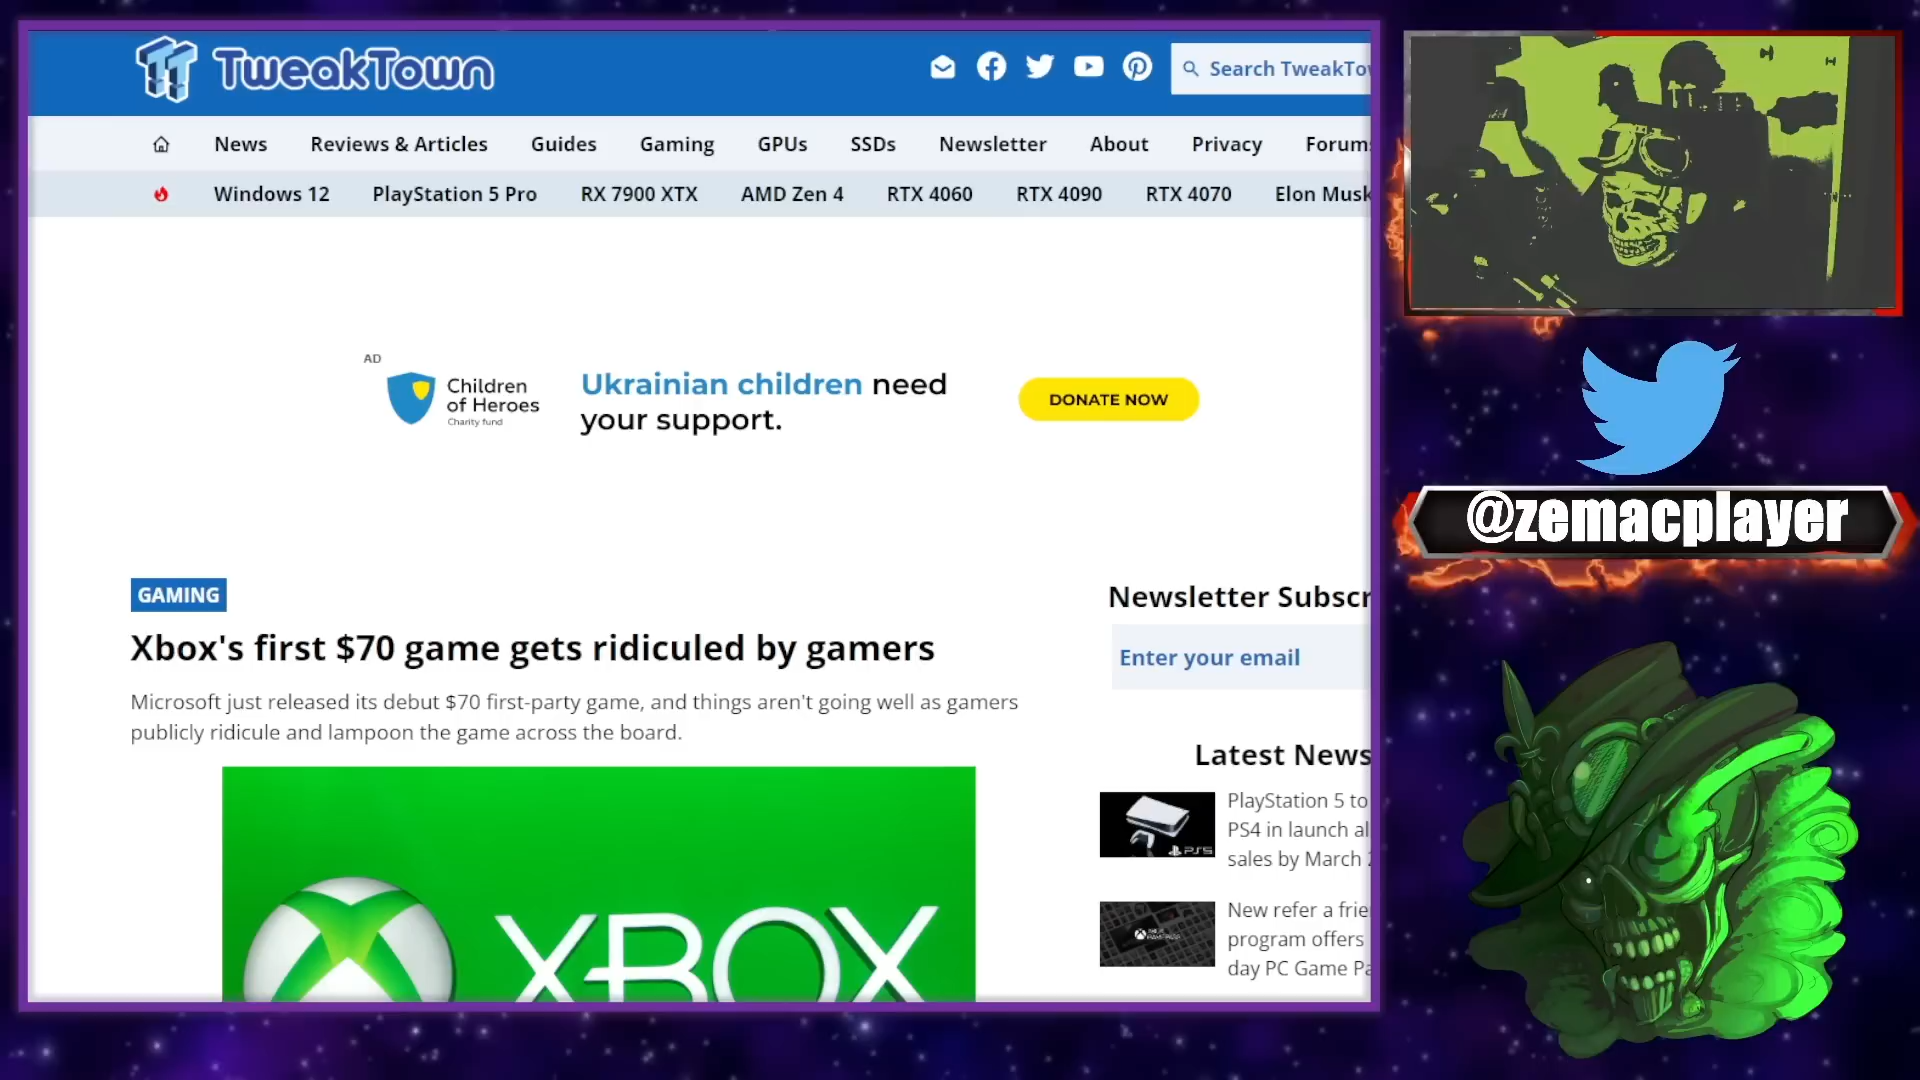 TweakTown
Search TweakTow
News Reviews & Articles Guides Gaming GPUs SSDs Newsletter About Privacy Forums
Windows 12 PlayStation 5 Pro RX 7900 XTX AMD Zen 4 RTX 4060 RTX 4090 RTX 4070 Elon Musk
AD
Children
of Heroes
Charity fund
Ukrainian children need
your support.
DONATE NOW
GAMING
Xbox's first $70 game gets ridiculed by gamers
Microsoft just released its debut $70 first-party game, and things aren't going well as gamers
publicly ridicule and lampoon the game across the board.
XBOX
Newsletter Subscr
Enter your email
Latest News
PlayStation 5 to
PS4 in launch al
sales by March
PS5
New refer a frie
program offers
day PC Game Pa
@zemacplayer